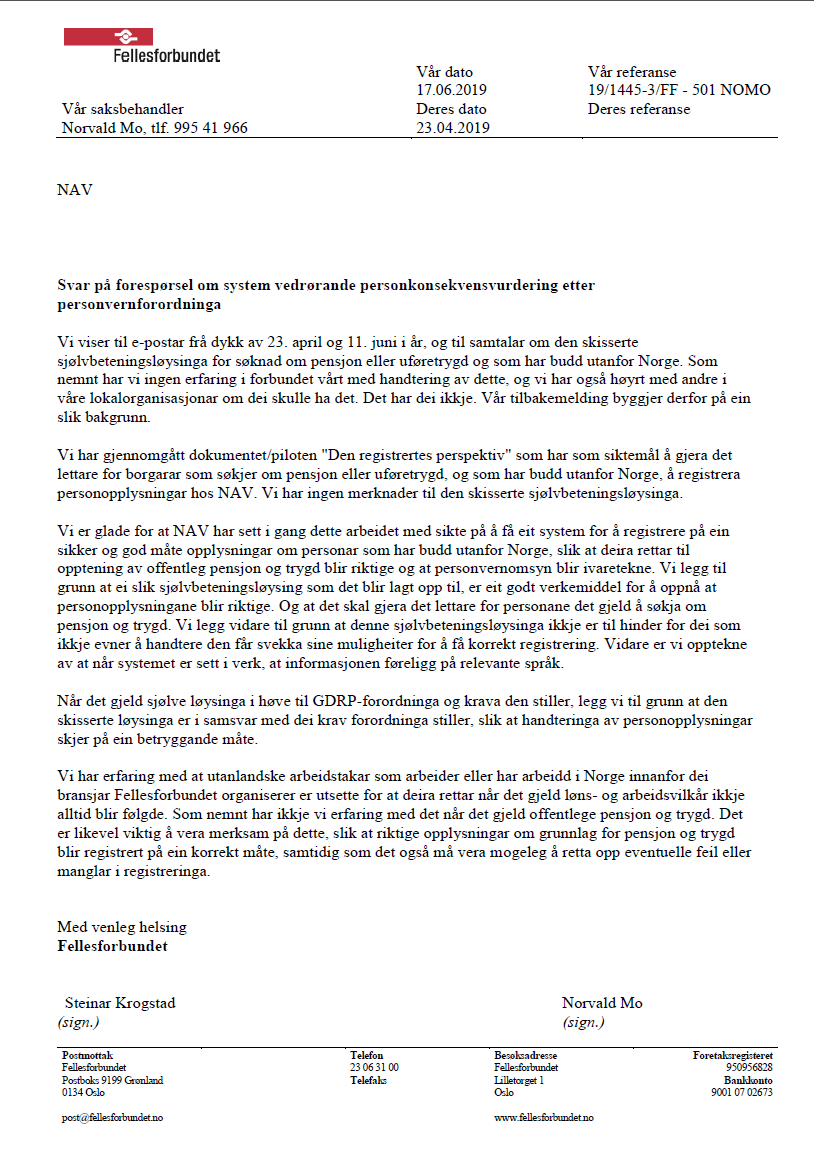 Fellesforbundet
Vår dato
17.06.2019
Vår referanse
19/1445-3/FF - 501 NOMO
Vår saksbehandler
Norvald Mo, tlf. 995 41 966
Deres dato
23.04.2019
Deres referanse
NAV
Svar på forespørsel om system vedrørande personkonsekvensvurdering etter
personvernforordninga
Vi viser til e-postar frå dykk av 23. april og 11. juni i år, og til samtalar om den skisserte
sjølvbeteningsløysinga for søknad om pensjon eller uføretrygd og som har budd utanfor Norge. Som
nemnt har vi ingen erfaring i forbundet vårt med handtering av dette, og vi har også høyrt med andre i
våre lokalorganisasjonar om dei skulle ha det. Det har dei ikkje. Vår tilbakemelding byggjer derfor på ein
slik bakgrunn.
Vi har gjennomgått dokumentet/piloten "Den registrertes perspektiv" som har som siktemål å gjera det
lettare for borgarar som søkjer om pensjon eller uføretrygd, og som har budd utanfor Norge, å registrera
personopplysningar hos NAV. Vi har ingen merknader til den skisserte sjølvbeteningsløysinga.
Vi er glade for at NAV har sett i gang dette arbeidet med sikte på å få eit system for å registrere på ein
sikker og god måte opplysningar om personar som har budd utanfor Norge, slik at deira rettar til
opptening av offentleg pensjon og trygd blir riktige og at personvernomsyn blir ivaretekne. Vi legg til
grunn at ei slik sjølvbeteningsløysing som det blir lagt opp til, er eit godt verkemiddel for å oppnå at
personopplysningane blir riktige. Og at det skal gjera det lettare for personane det gjeld å søkja om
pensjon og trygd. Vi legg vidare til grunn at denne sjølvbeteningsløysinga ikkje er til hinder for dei som
ikkje evner å handtere den får svekka sine muligheiter for å få korrekt registrering. Vidare er vi opptekne
av at når systemet er sett i verk, at informasjonen føreligg på relevante språk.
Når det gjeld sjølve løysinga i høve til GDRP-forordninga og krava den stiller, legg vi til grunn at den
skisserte løysinga er i samsvar med dei krav forordninga stiller, slik at handteringa av personopplysningar
skjer på ein betryggande måte.
Vi har erfaring med at utanlandske arbeidstakar som arbeider eller har arbeidd i Norge innanfor dei
bransjar Fellesforbundet organiserer er utsette for at deira rettar når det gjeld løns- og arbeidsvilkår ikkje
alltid blir følgde. Som nemnt har ikkje vi erfaring med det når det gjeld offentlege pensjon og trygd. Det
er likevel viktig å vera merksam på dette, slik at riktige opplysningar om grunnlag for pensjon og trygd
blir registrert på ein korrekt måte, samtidig som det også må vera mogeleg å retta opp eventuelle feil eller
manglar i registreringa.
Med venleg helsing
Fellesforbundet
Steinar Krogstad
(sign.)
Norvald Mo
(sign.)
Postmottak
Fellesforbundet
Postboks 9199 Grønland
0134 Oslo
post@fellesforbundet.no
Telefon
23 06 31 00
Telefaks
Besøksadresse
Fellesforbundet
Lilletorget 1
Oslo
www.fellesforbundet.no
Foretaksregisteret
950956828
Bankkonto
9001 07 02673